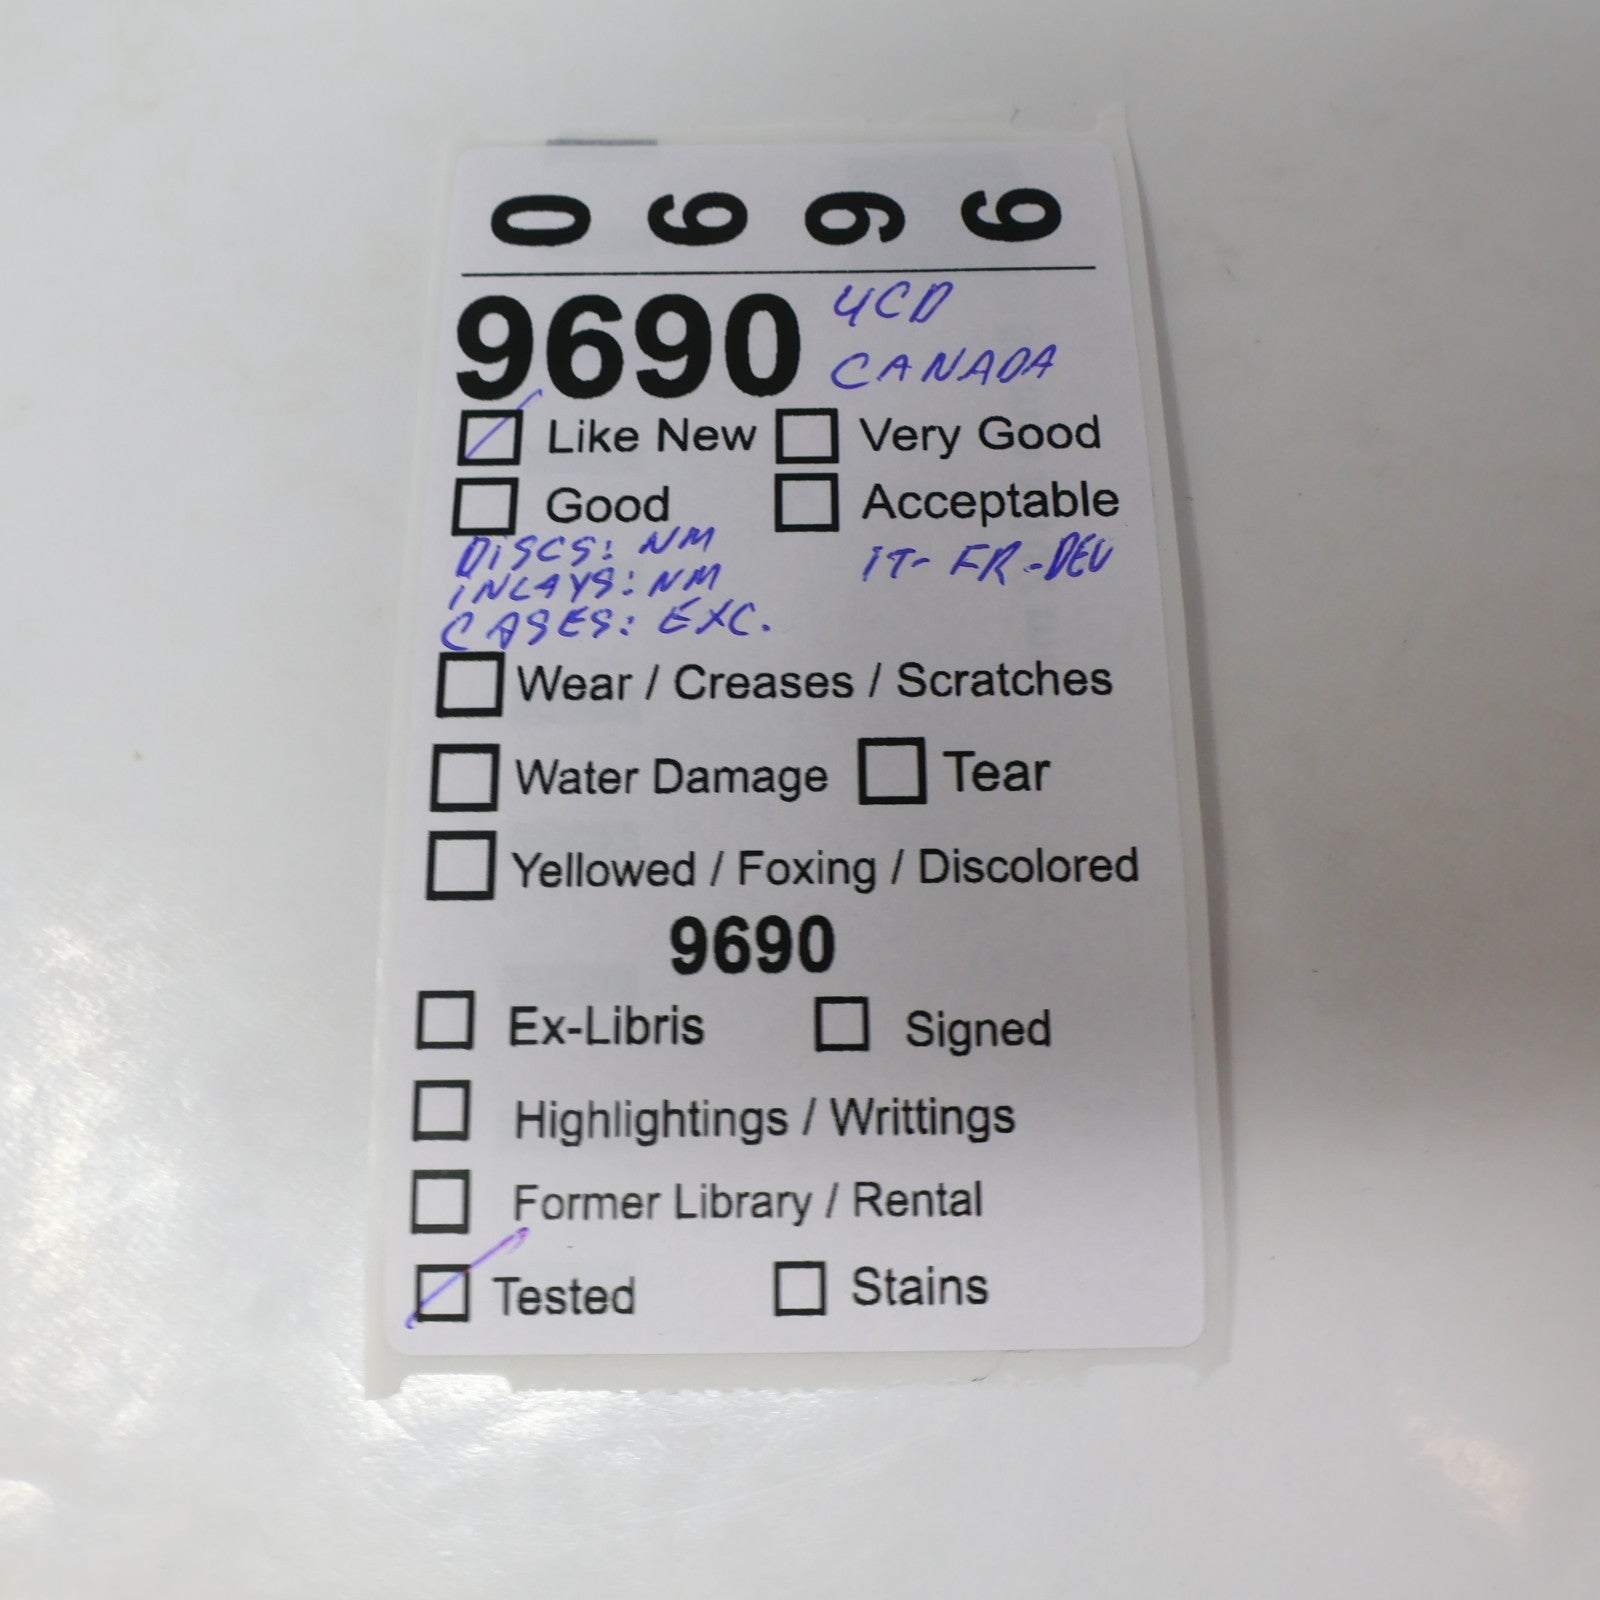 9690
9690 4CD
CANADA
Like New Very Good
Good Acceptable
DISCS: NM IT- FR-DEU
INLAYS: NM
CASES: EXC.
Wear / Creases / Scratches
Water Damage Tear
Yellowed / Foxing / Discolored
9690
Ex-Libris Signed
Highlightings / Writtings
Former Library / Rental
Tested Stains